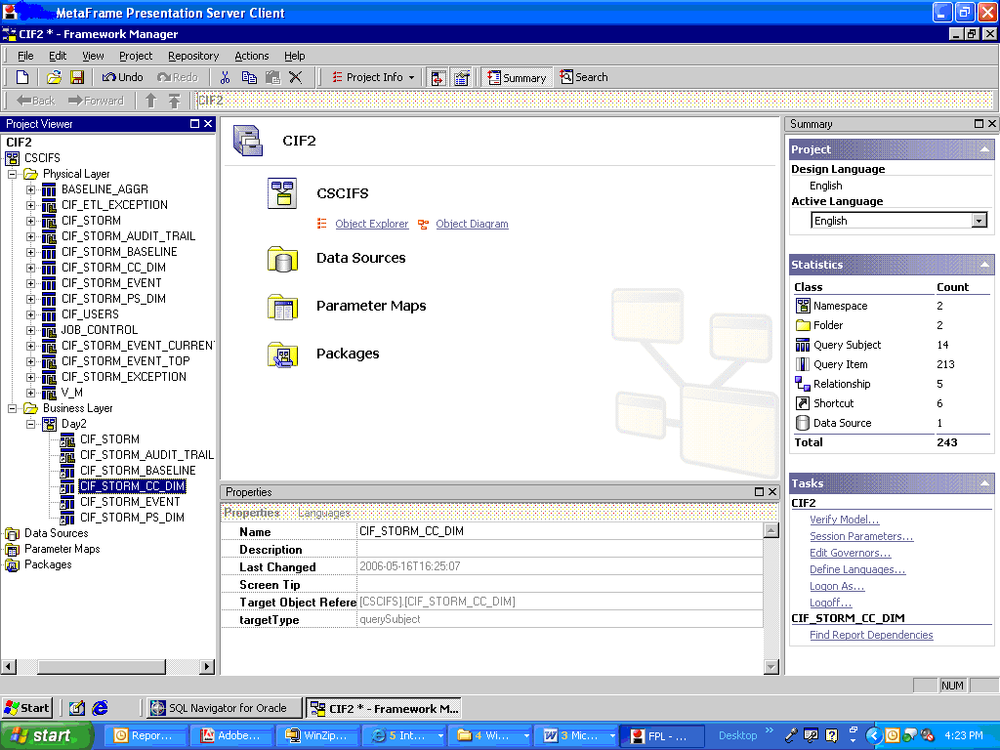 MetaFrame Presentation Server Client
CIF2 * - Framework Manager
File Edit View Project Repository Actions Help
Undo Redo Project Info Summary Search
Back Forward CIF2
Project Viewer
CIF2
CSCIFS
Physical Layer
BASELINE_AGGR
CIF_ETL_EXCEPTION
CIF_STORM
CIF_STORM_AUDIT_TRAIL
CIF_STORM_BASELINE
CIF_STORM_CC_DIM
CIF_STORM_EVENT
CIF_STORM_PS_DIM
CIF_USERS
JOB_CONTROL
CIF_STORM_EVENT_CURREN
CIF_STORM_EVENT_TOP
CIF_STORM_EXCEPTION
V_M
Business Layer
Day2
CIF_STORM
CIF_STORM_AUDIT_TRAIL
CIF_STORM_BASELINE
CIF_STORM_CC_DIM
CIF_STORM_EVENT
CIF_STORM_PS_DIM
Data Sources
Parameter Maps
Packages
CIF2
CSCIFS
Object Explorer Object Diagram
Data Sources
Parameter Maps
Packages
Properties
Properties Languages
Name CIF_STORM_CC_DIM
Description
Last Changed 2006-05-16T16:25:07
Screen Tip
Target Object Refere [CSCIFS].[CIF_STORM_CC_DIM]
targetType querySubject
Summary
Project
Design Language
English
Active Language
English
Statistics
Class Count
Namespace 2
Folder 2
Query Subject 14
Query Item 213
Relationship 5
Shortcut 6
Data Source 1
Total 243
Tasks
CIF2
Verify Model...
Session Parameters...
Edit Governors...
Define Languages...
Logon As...
Logoff...
CIF_STORM_CC_DIM
Find Report Dependencies
NUM
Start SQL Navigator for Oracle CIF2 * - Framework M...
start Repor... Adobe... WinZip... 5 Int... 4 Wi... 3 Mic... FPL - ... Desktop » 4:23 PM